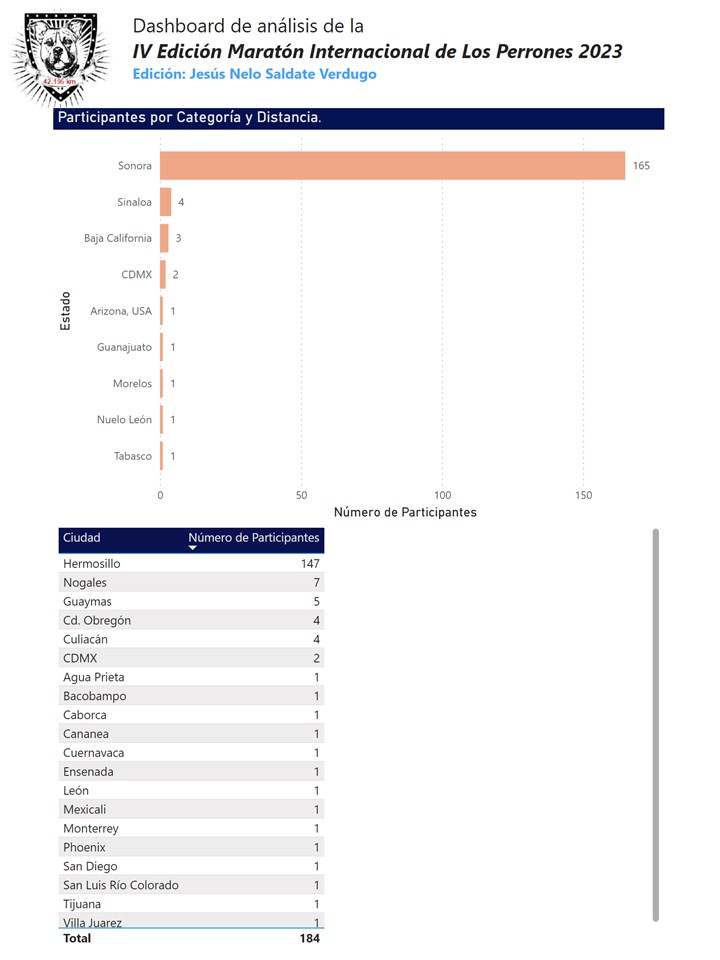 42.195 km
Dashboard de análisis de la
IV Edición Maratón Internacional de Los Perrones 2023
Edición: Jesús Nelo Saldate Verdugo
Participantes por Categoría y Distancia.
Estado
Sonora 165
Sinaloa 4
Baja California 3
CDMX 2
Arizona, USA 1
Guanajuato 1
Morelos 1
Nuelo León 1
Tabasco 1
0 50 100 150
Número de Participantes
Ciudad Número de Participantes
Hermosillo 147
Nogales 7
Guaymas 5
Cd. Obregón 4
Culiacán 4
CDMX 2
Agua Prieta 1
Bacobampo 1
Caborca 1
Cananea 1
Cuernavaca 1
Ensenada 1
León 1
Mexicali 1
Monterrey 1
Phoenix 1
San Diego 1
San Luis Río Colorado 1
Tijuana 1
Villa Juarez 1
Total 184